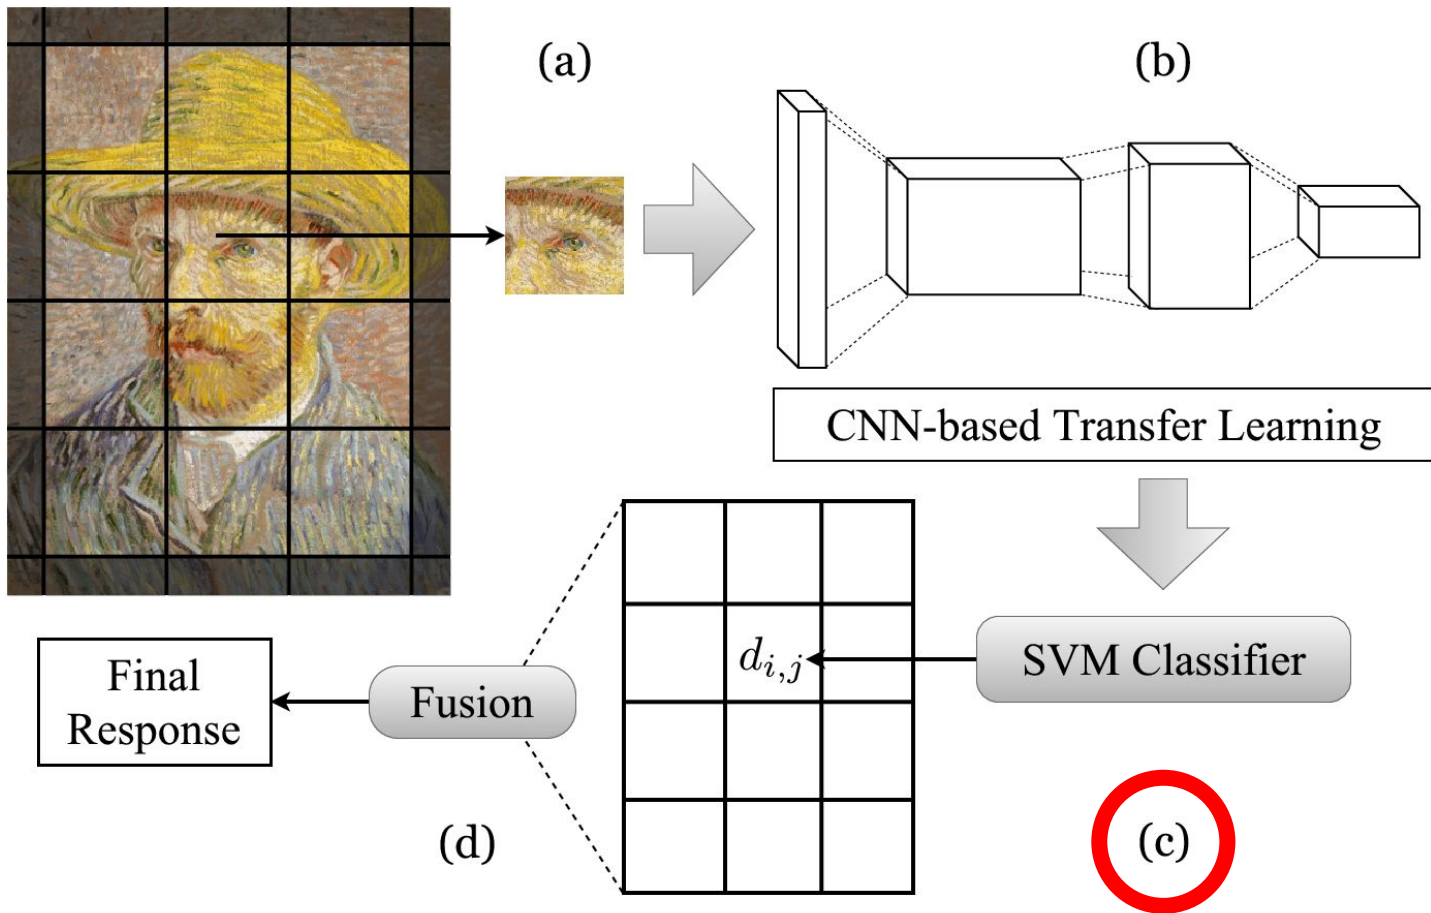 (a)
(b)
CNN-based Transfer Learning
SVM Classifier
d_{i,j}
Fusion
Final
Response
(d)
(c)